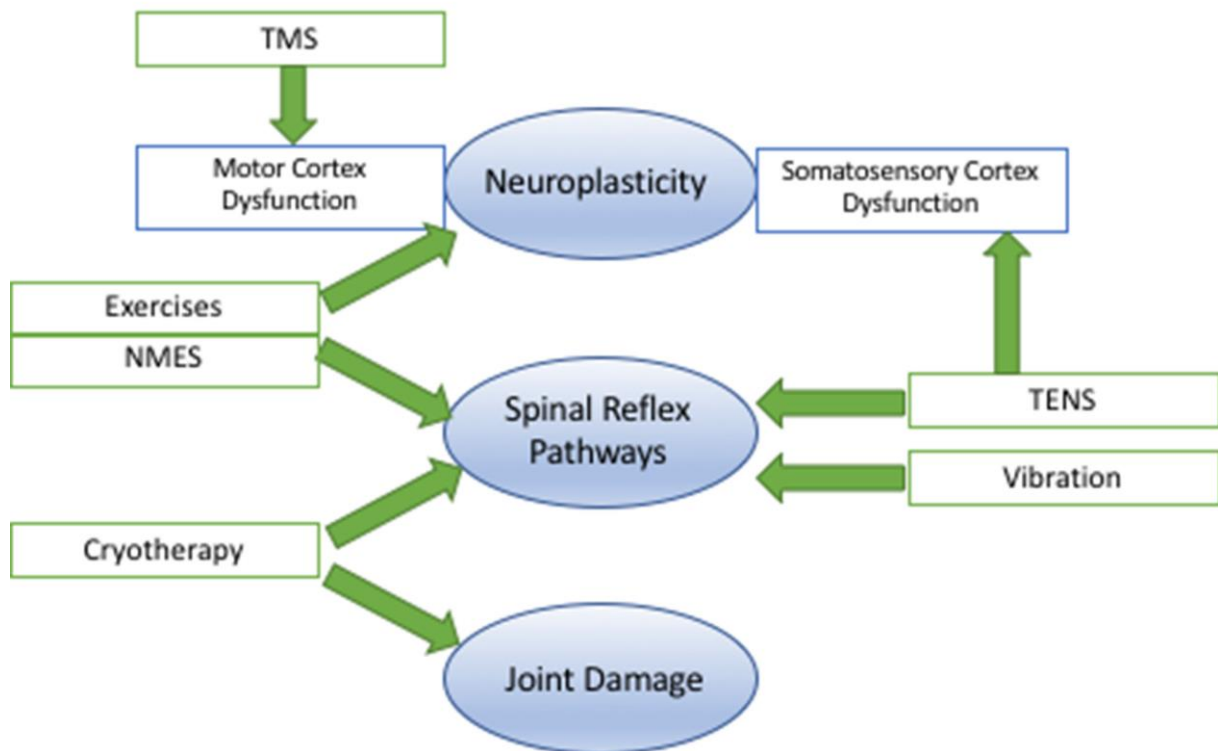 TMS
Motor Cortex
Dysfunction
Neuroplasticity
Somatosensory Cortex
Dysfunction
Exercises
NMES
Spinal Reflex
Pathways
TENS
Vibration
Cryotherapy
Joint Damage